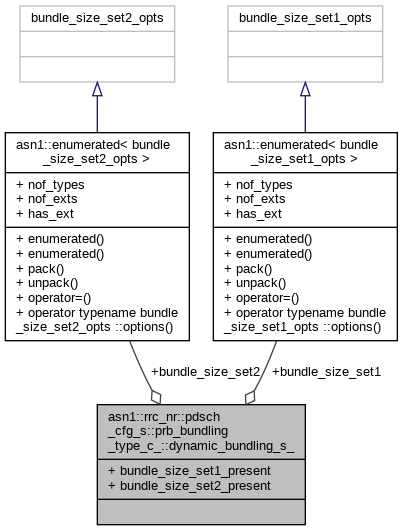 bundle_size_set2_opts
bundle_size_set1_opts
asn1::enumerated< bundle
_size_set2_opts >
+ nof_types
+ nof_exts
+ has_ext
+ enumerated()
+ enumerated()
+ pack()
+ unpack()
+ operator=()
+ operator typename bundle
_size_set2_opts ::options()
asn1::enumerated< bundle
_size_set1_opts >
+ nof_types
+ nof_exts
+ has_ext
+ enumerated()
+ enumerated()
+ pack()
+ unpack()
+ operator=()
+ operator typename bundle
_size_set1_opts ::options()
+bundle_size_set2
+bundle_size_set1
asn1::rrc_nr::pdsch
_cfg_s::prb_bundling
_type_c_::dynamic_bundling_s_
+ bundle_size_set1_present
+ bundle_size_set2_present